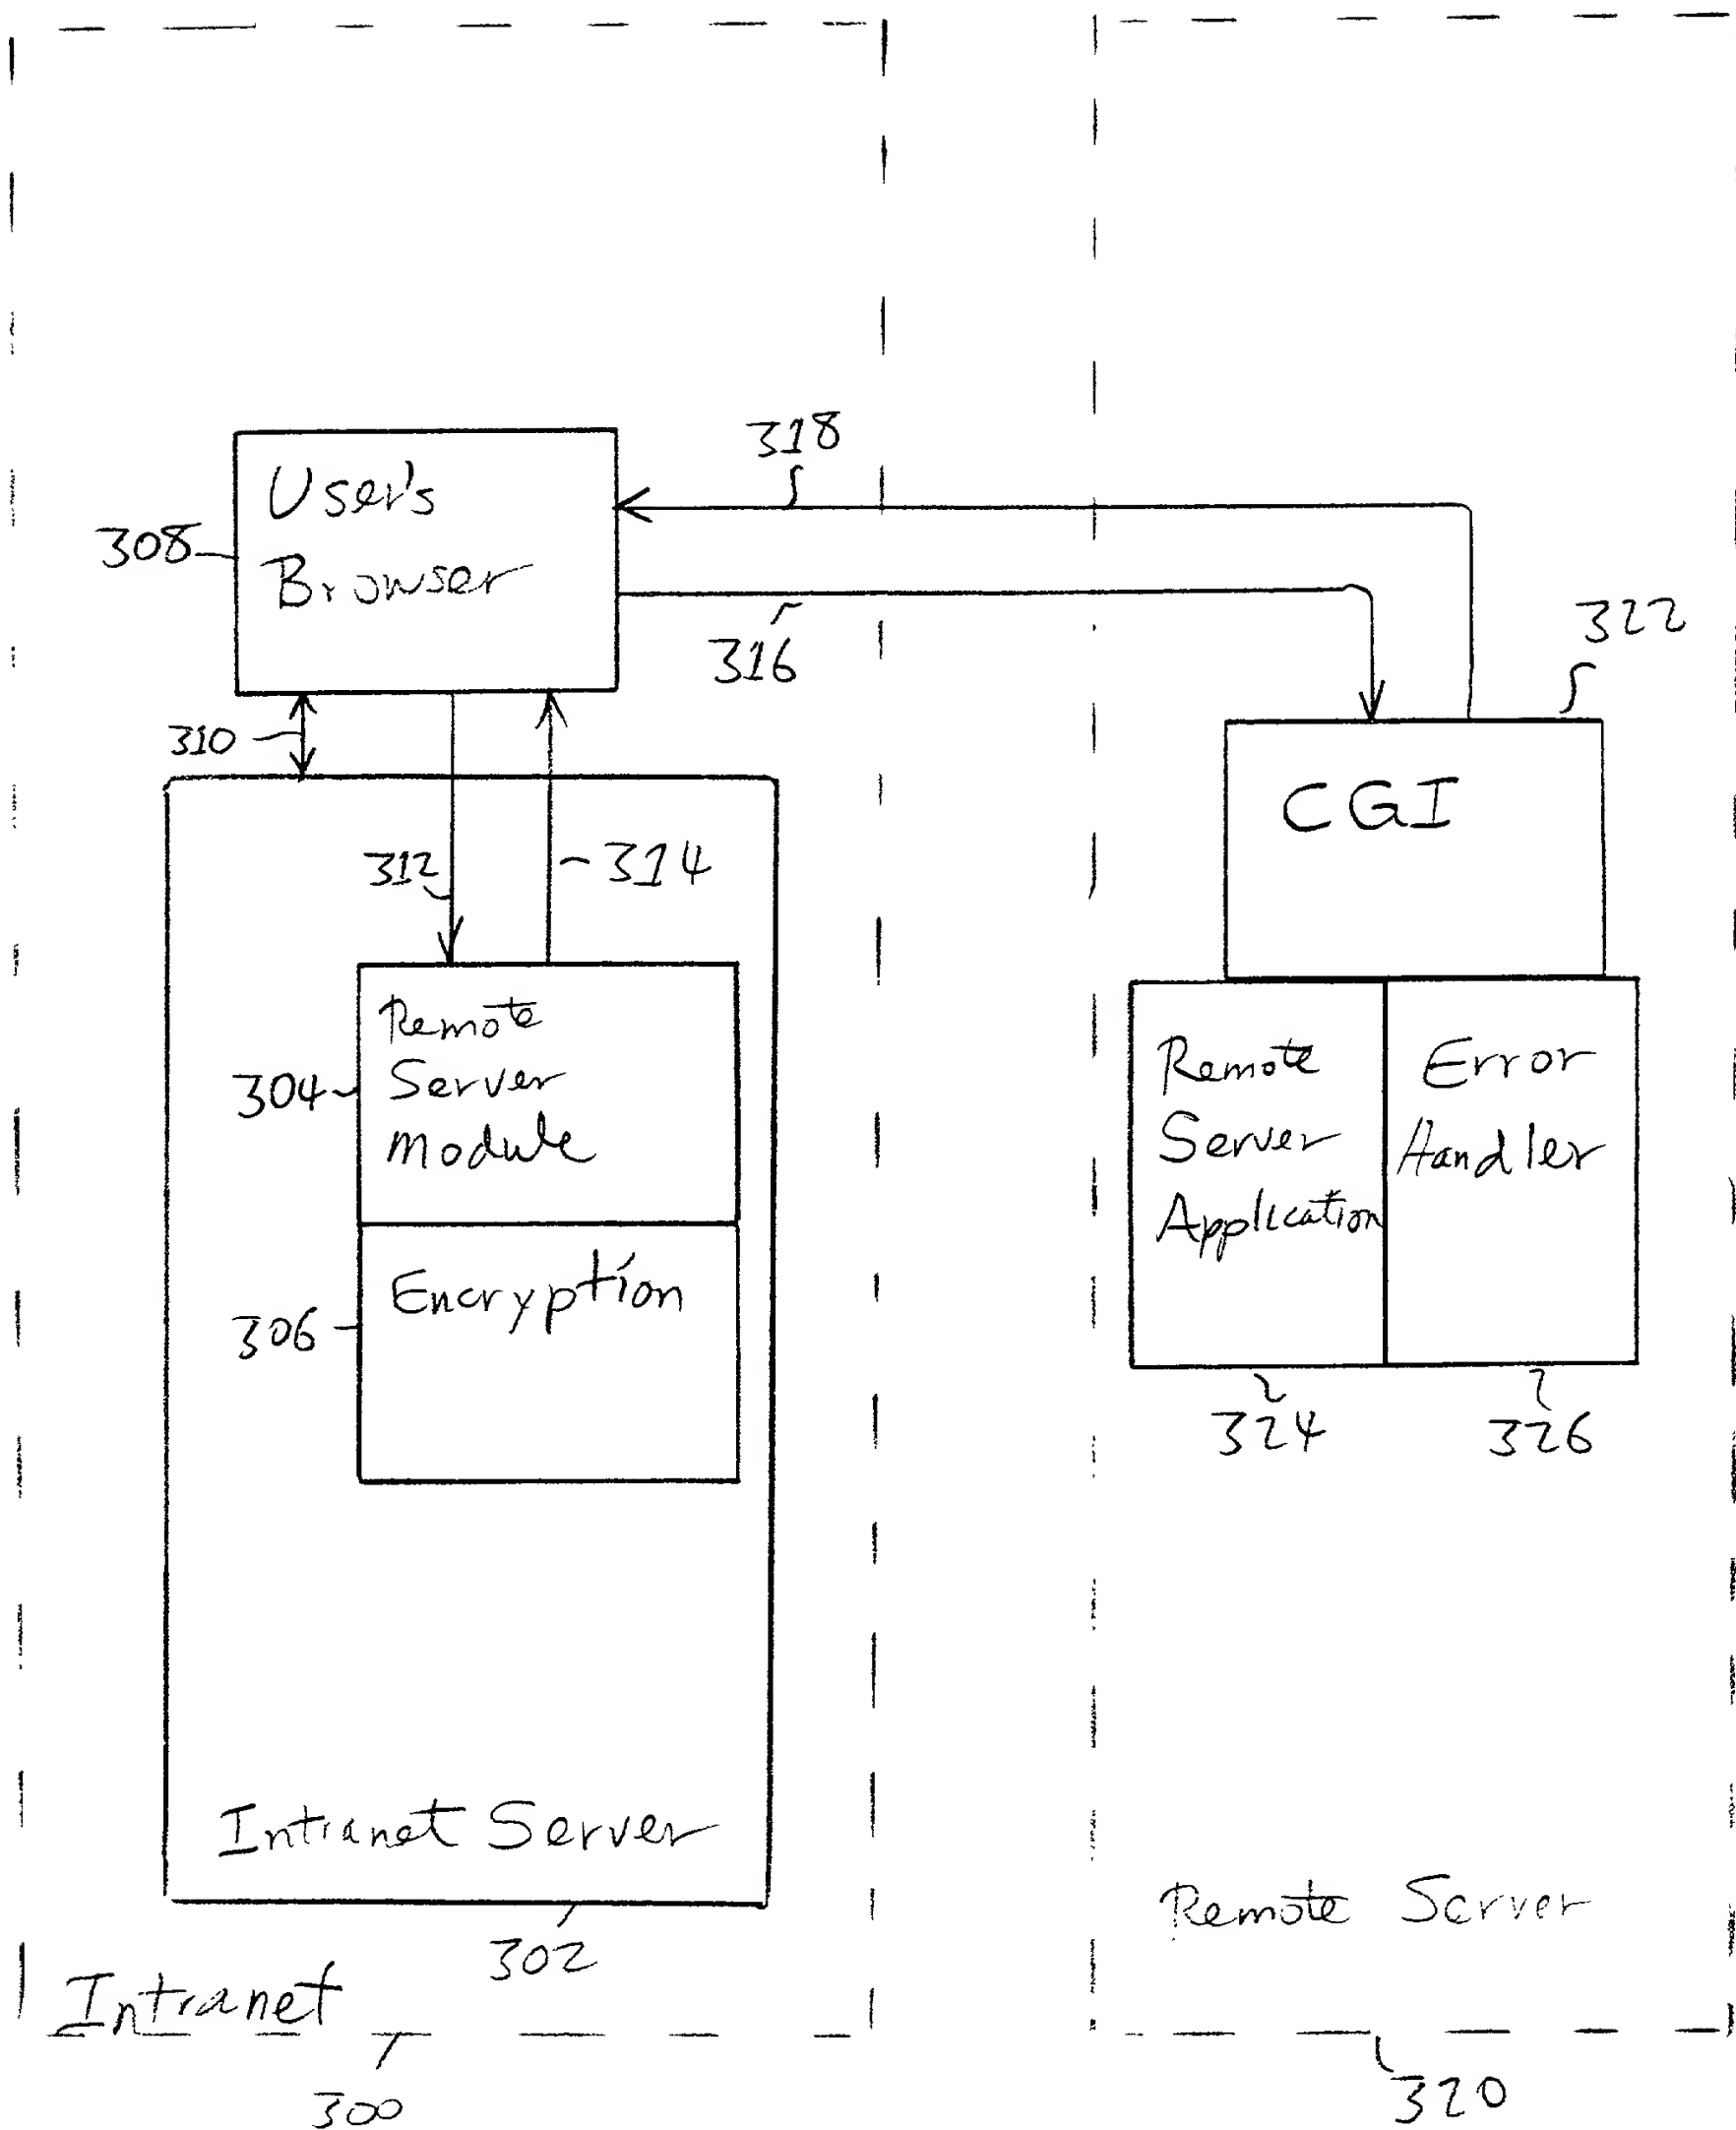 318
User's
308
Browser
322
316
310
CGI
312
314
Remote
Server
Module
304
Remote
Server
Application
Error
Handler
Encryption
306
324
326
Intranet Server
Remote Server
302
Intranet
300
320